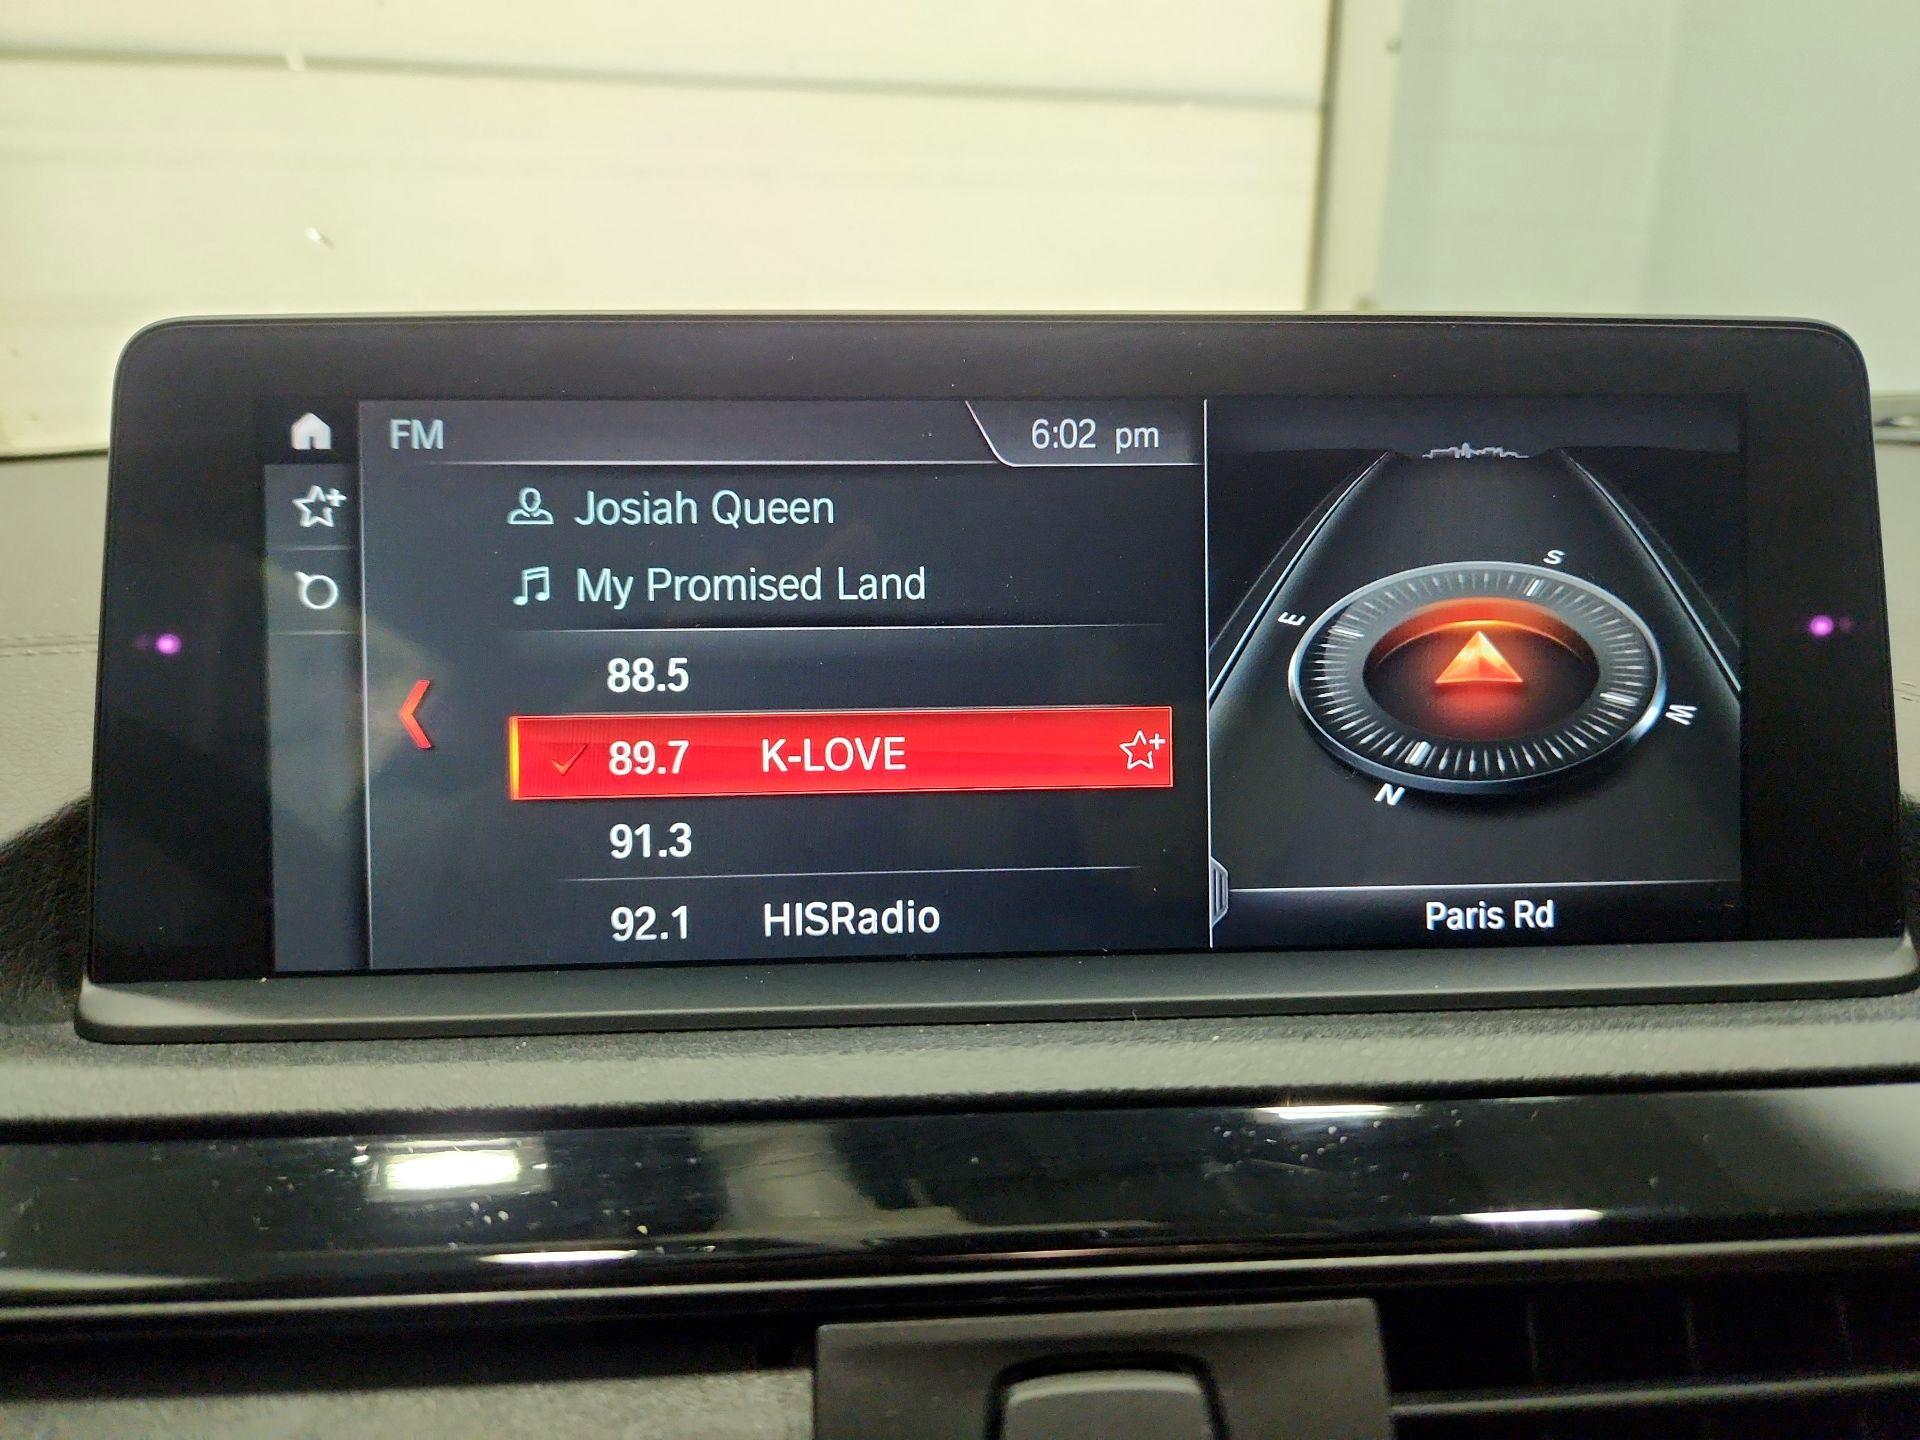 FM
6:02 pm
Josiah Queen
My Promised Land
88.5
89.7 K-LOVE
91.3
92.1 HISRadio
S
E
W
N
Paris Rd